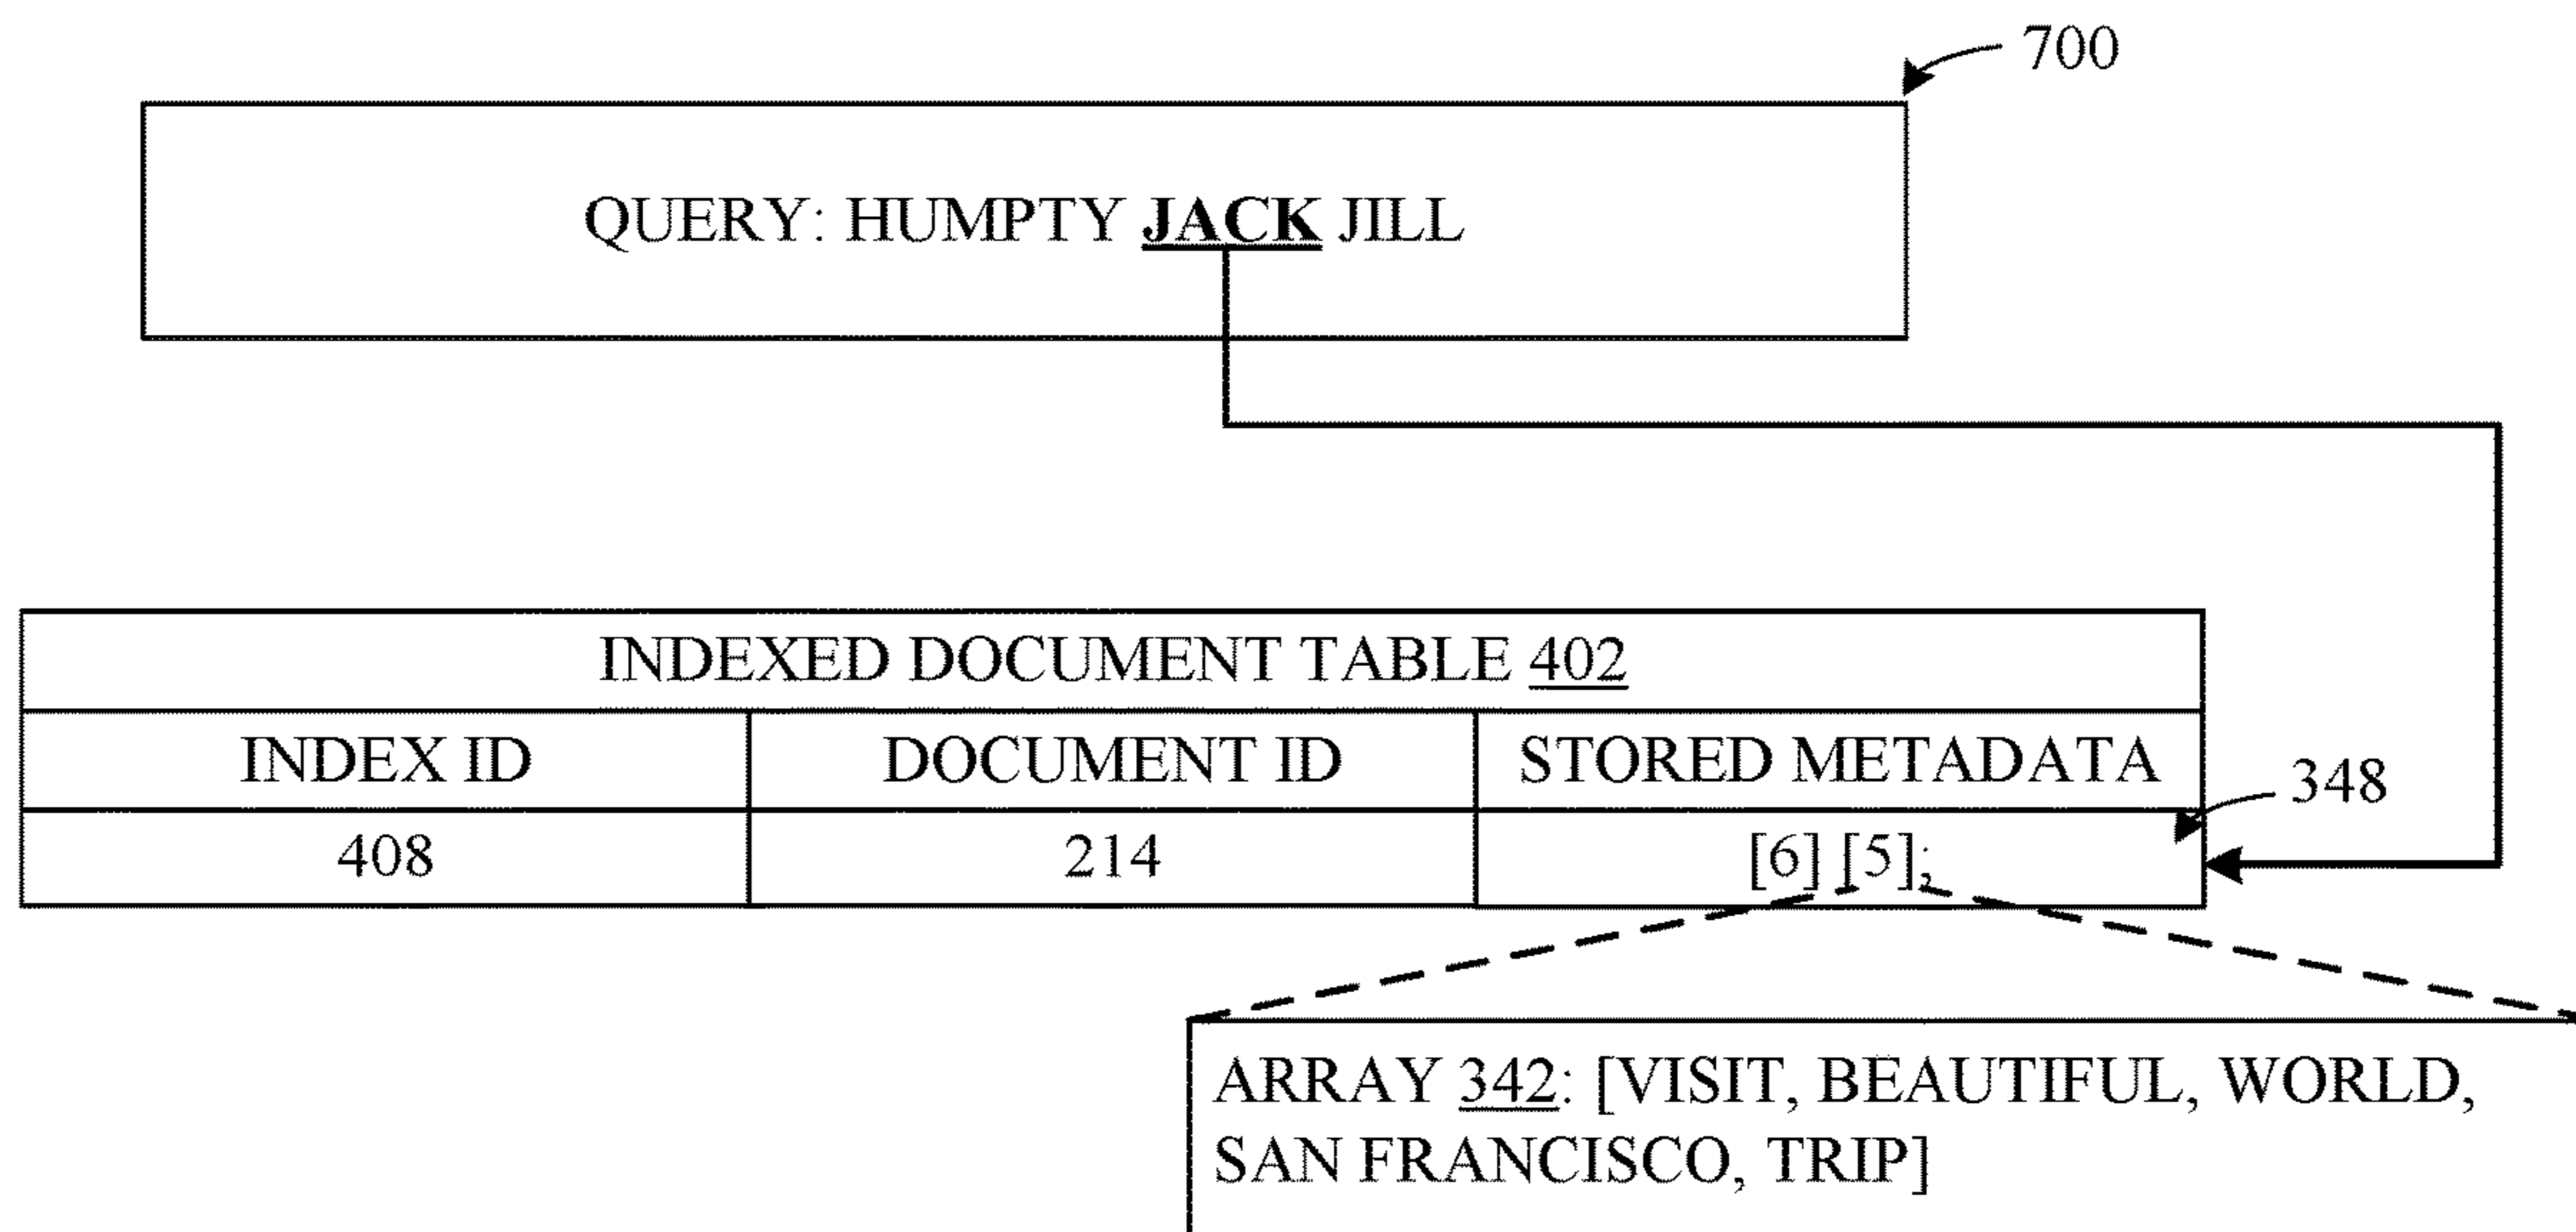 700
QUERY: HUMPTY JACK JILL
INDEXED DOCUMENT TABLE 402
INDEX ID DOCUMENT ID STORED METADATA
348
408 214 [6] [5];
ARRAY 342: [VISIT, BEAUTIFUL, WORLD,
SAN FRANCISCO, TRIP]